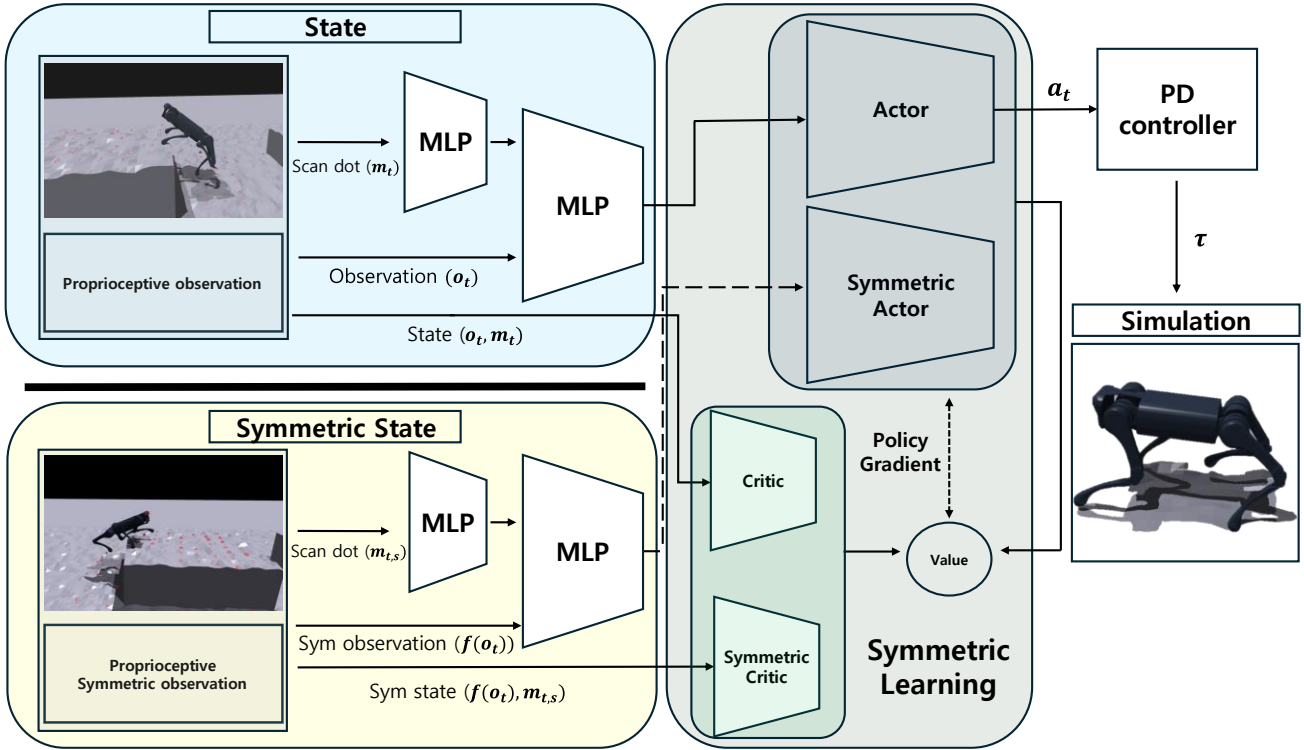 State
Scan dot (m_t)
MLP
MLP
Proprioceptive observation
Observation (o_t)
State (o_t, m_t)
Symmetric State
Scan dot (m_{t,s})
MLP
MLP
Proprioceptive
Symmetric observation
Sym observation (f(o_t))
Sym state (f(o_t), m_{t,s})
Actor
Symmetric
Actor
Critic
Symmetric
Critic
Policy
Gradient
Value
Symmetric
Learning
a_t
PD
controller
τ
Simulation